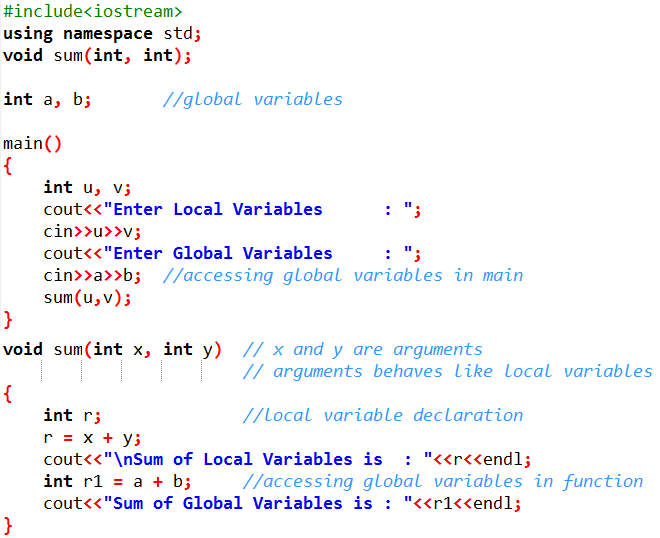 #include<iostream>
using namespace std;
void sum(int, int);
int a, b;       //global variables
main()
{
    int u, v;
    cout<<"Enter Local Variables      : ";
    cin>>u>>v;
    cout<<"Enter Global Variables     : ";
    cin>>a>>b;  //accessing global variables in main
    sum(u,v);
}
void sum(int x, int y)  // x and y are arguments
                        // arguments behaves like local variables
{
    int r;              //local variable declaration
    r = x + y;
    cout<<"\nSum of Local Variables is  : "<<r<<endl;
    int r1 = a + b;     //accessing global variables in function
    cout<<"Sum of Global Variables is : "<<r1<<endl;
}